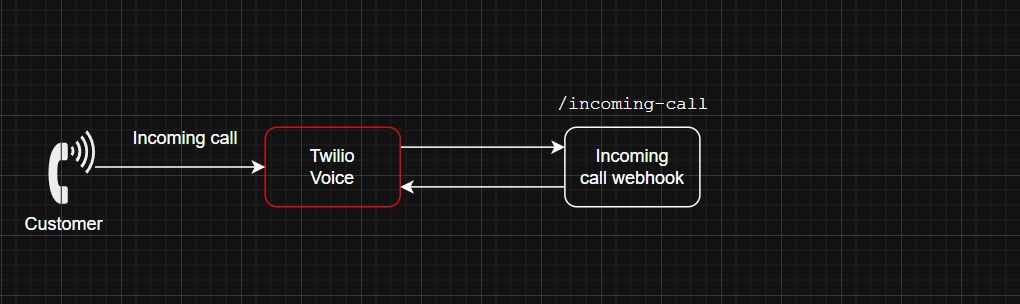 /incoming-call
Incoming call
Twilio
Voice
Incoming
call webhook
Customer